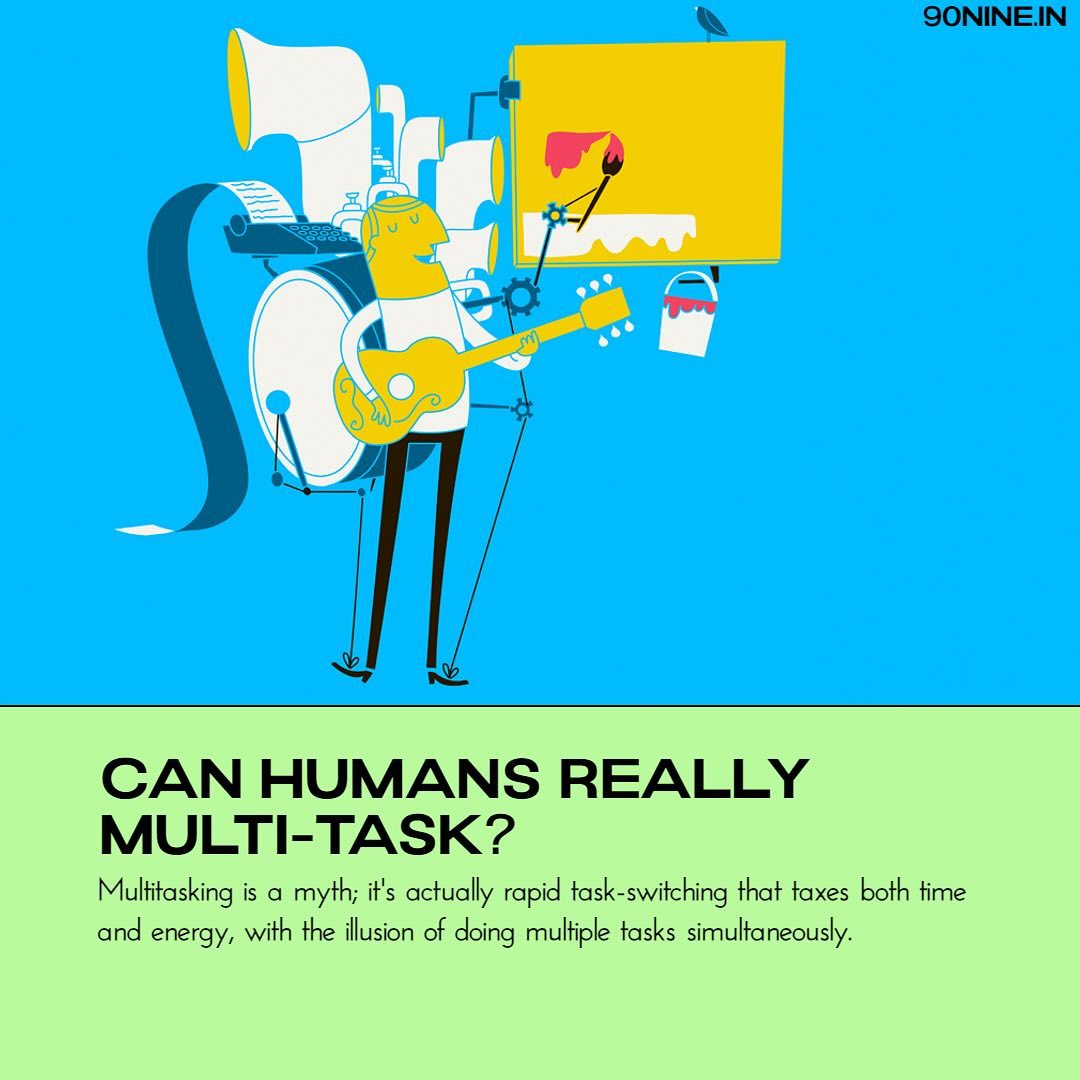 90NINE.IN
CAN HUMANS REALLY
MULTI-TASK?
Multitasking is a myth; it's actually rapid task-switching that taxes both time
and energy, with the illusion of doing multiple tasks simultaneously.